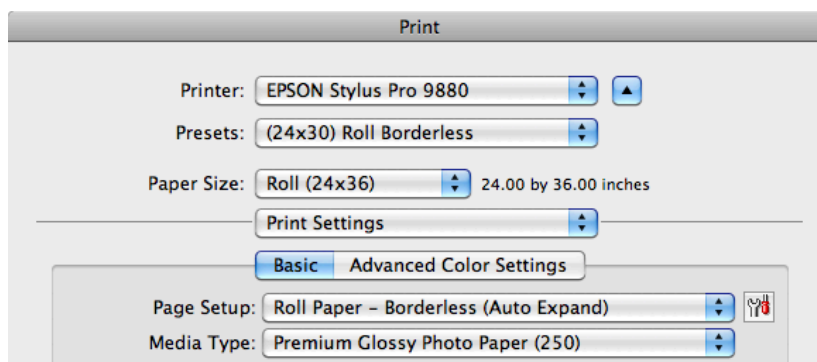 Print
Printer: EPSON Stylus Pro 9880
Presets: (24x30) Roll Borderless
Paper Size: Roll (24x36) 24.00 by 36.00 inches
Print Settings
Basic Advanced Color Settings
Page Setup: Roll Paper – Borderless (Auto Expand)
Media Type: Premium Glossy Photo Paper (250)